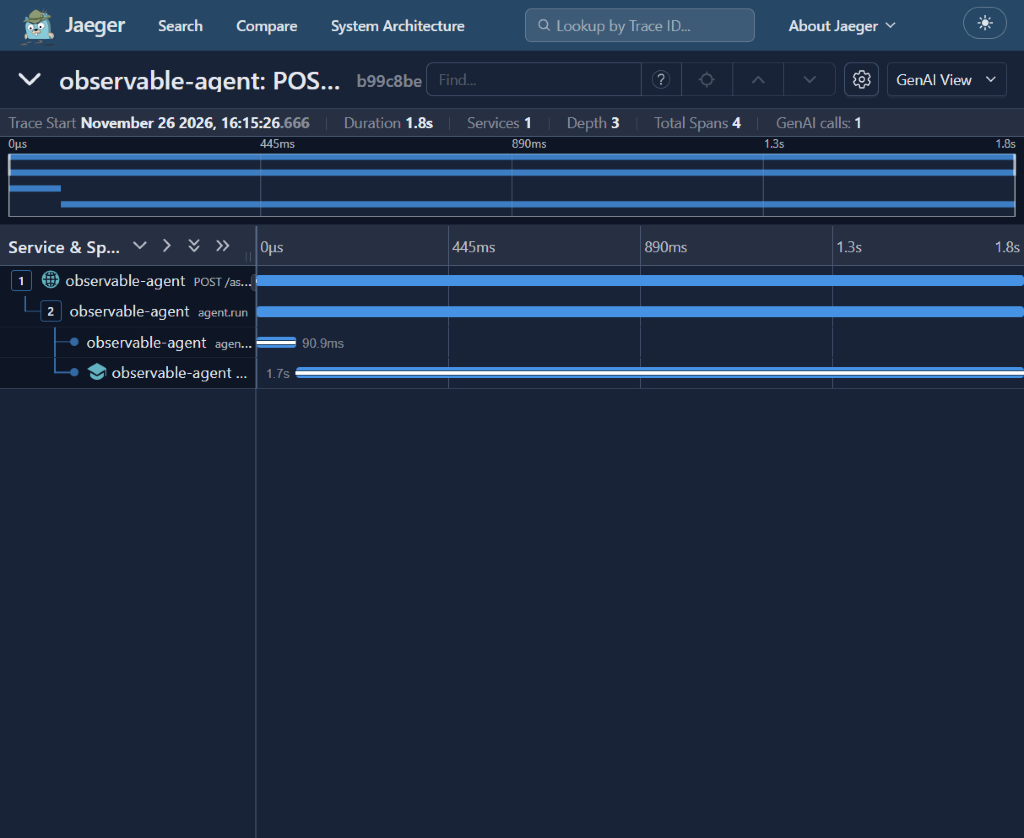 Jaeger Search Compare System Architecture Lookup by Trace ID... About Jaeger
observable-agent: POS... b99c8be Find... ? GenAI View
Trace Start November 26 2026, 16:15:26.666 Duration 1.8s Services 1 Depth 3 Total Spans 4 GenAI calls: 1
0μs 445ms 890ms 1.3s 1.8s
Service & Sp... 0μs 445ms 890ms 1.3s 1.8s
1 observable-agent POST /as...
2 observable-agent agent.run
observable-agent agen... 90.9ms
observable-agent ... 1.7s